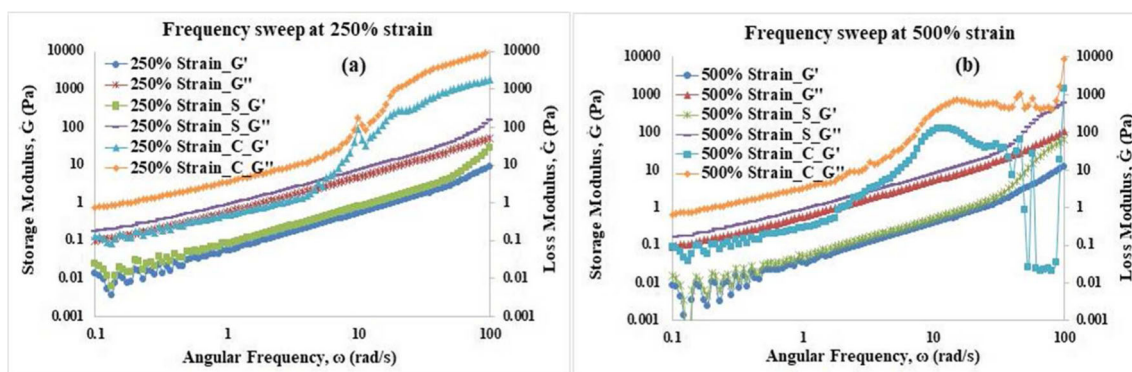 Frequency sweep at 250% strain
(a)
250% Strain_G'
250% Strain_G"
250% Strain_S_G'
250% Strain_S_G"
250% Strain_C_G'
250% Strain_C_G"
Storage Modulus, Ġ (Pa)
10000
1000
100
10
1
0.1
0.01
0.001
10000
1000
100
10
1
0.1
0.01
0.001
Loss Modulus, Ġ (Pa)
0.1
1
10
100
Angular Frequency, ω (rad/s)
Frequency sweep at 500% strain
(b)
500% Strain_G'
500% Strain_G"
500% Strain_S_G'
500% Strain_S_G"
500% Strain_C_G'
500% Strain_C_G"
Storage Modulus, Ġ (Pa)
10000
1000
100
10
1
0.1
0.01
0.001
10000
1000
100
10
1
0.1
0.01
0.001
Loss Modulus, Ġ (Pa)
0.1
1
10
100
Angular Frequency, ω (rad/s)